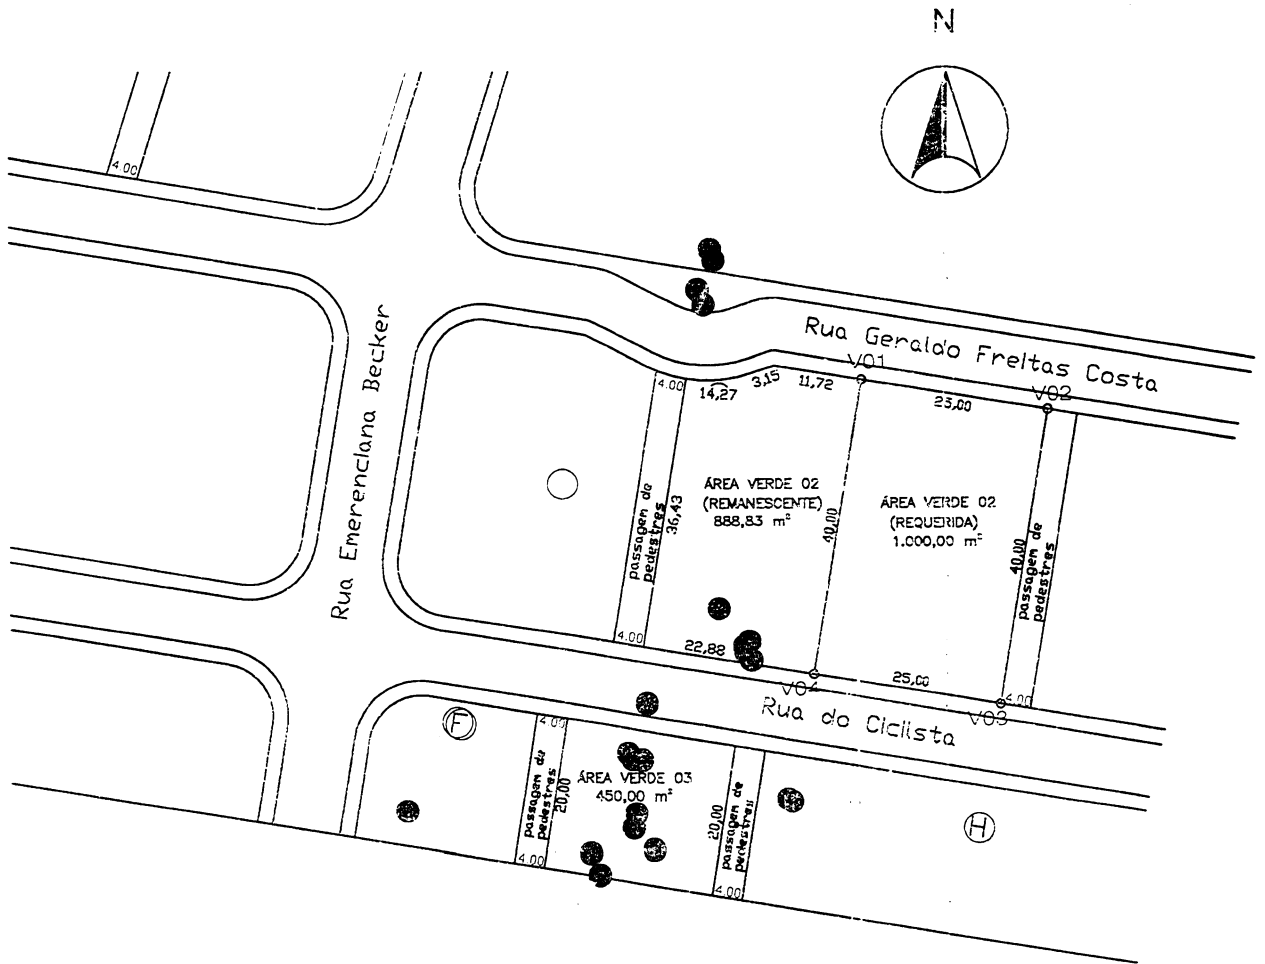 N
4.00
Rua Geraldo Freitas Costa
V01
V02
4.00
14,27
3,15
11,72
23,00
Rua Emerenciana Becker
ÁREA VERDE 02
(REMANESCENTE)
888,83 m²
ÁREA VERDE 02
(REQUERIDA)
1.000,00 m²
passagem de
pedestres
36,43
40,00
40,00
passagem de
pedestres
4.00
22,88
25,00
V04
V03
4.00
Rua do Ciclista
F
4.00
ÁREA VERDE 03
450,00 m²
passagem de
pedestres
20,00
20,00
passagem de
pedestres
H
4.00
4.00